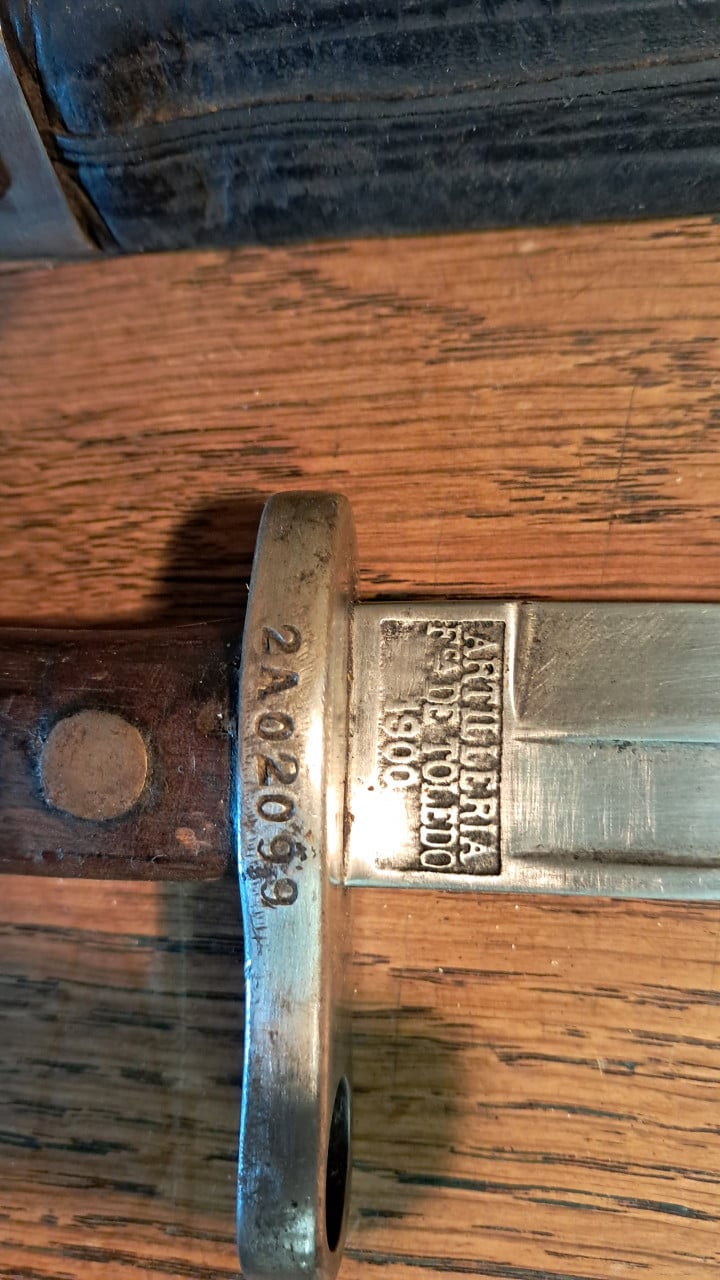 2A02099
ARTILLERIA
Fca DE TOLEDO
1900